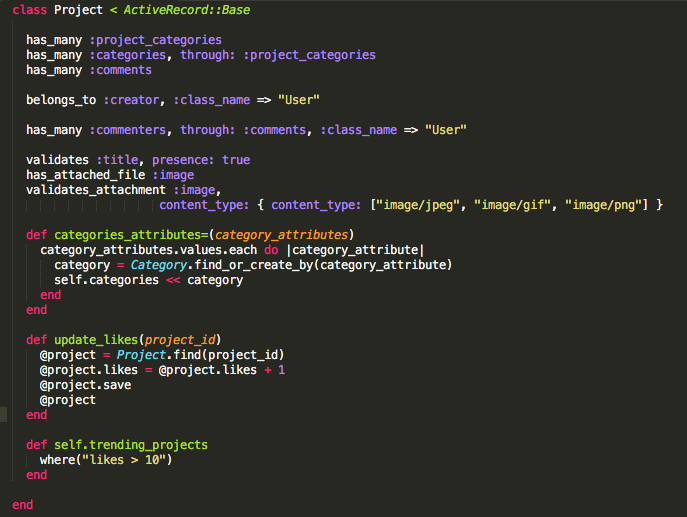 class Project < ActiveRecord::Base
has_many :project_categories
has_many :categories, through: :project_categories
has_many :comments
belongs_to :creator, :class_name => "User"
has_many :commenters, through: :comments, :class_name => "User"
validates :title, presence: true
has_attached_file :image
validates_attachment :image,
content_type: { content_type: ["image/jpeg", "image/gif", "image/png"] }
def categories_attributes=(category_attributes)
category_attributes.values.each do |category_attribute|
category = Category.find_or_create_by(category_attribute)
self.categories << category
end
end
def update_likes(project_id)
@project = Project.find(project_id)
@project.likes = @project.likes + 1
@project.save
@project
end
def self.trending_projects
where("likes > 10")
end
end